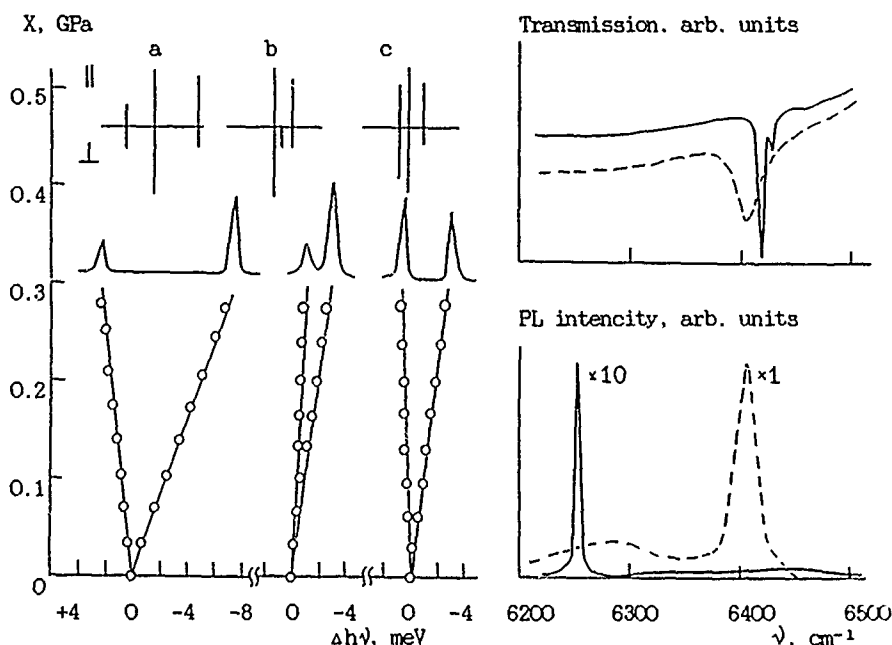 X, GPa
a b c
||
⊥
0.5
0.4
0.3
0.2
0.1
0
+4 0 -4 -8 0 -4 0 -4
Δhν, meV
Transmission. arb. units
PL intencity, arb. units
×10
×1
6200 6300 6400 6500
ν, cm⁻¹